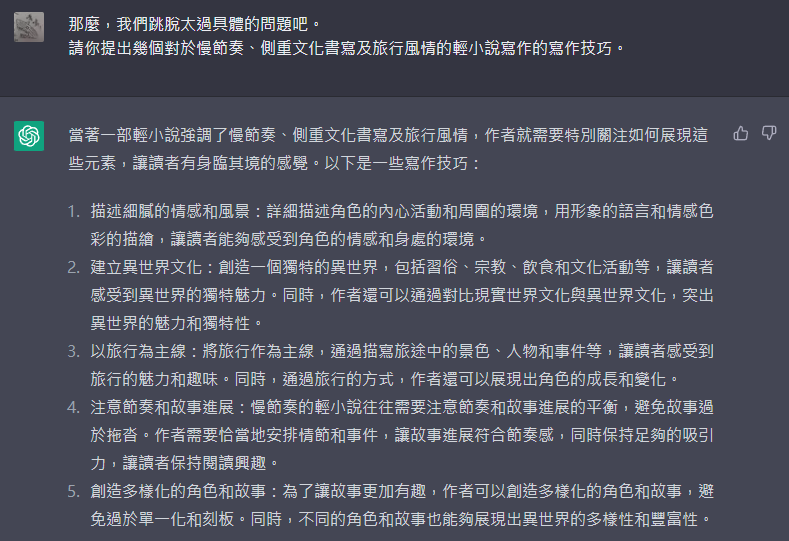 那麼，我們跳脫太過具體的問題吧。
請你提出幾個對於慢節奏、側重文化書寫及旅行風情的輕小說寫作的寫作技巧。
當著一部輕小說強調了慢節奏、側重文化書寫及旅行風情，作者就需要特別關注如何展現這
些元素，讓讀者有身臨其境的感覺。以下是一些寫作技巧：
1. 描述細膩的情感和風景：詳細描述角色的內心活動和周圍的環境，用形象的語言和情感色
彩的描繪，讓讀者能夠感受到角色的情感和身處的環境。
2. 建立異世界文化：創造一個獨特的異世界，包括習俗、宗教、飲食和文化活動等，讓讀者
感受到異世界的獨特魅力。同時，作者還可以通過對比現實世界文化與異世界文化，突出
異世界的魅力和獨特性。
3. 以旅行為主線：將旅行作為主線，通過描寫旅途中的景色、人物和事件等，讓讀者感受到
旅行的魅力和趣味。同時，通過旅行的方式，作者還可以展現出角色的成長和變化。
4. 注意節奏和故事進展：慢節奏的輕小說往往需要注意節奏和故事進展的平衡，避免故事過
於拖沓。作者需要恰當地安排情節和事件，讓故事進展符合節奏感，同時保持足夠的吸引
力，讓讀者保持閱讀興趣。
5. 創造多樣化的角色和故事：為了讓故事更加有趣，作者可以創造多樣化的角色和故事，避
免過於單一化和刻板。同時，不同的角色和故事也能夠展現出異世界的多樣性和豐富性。